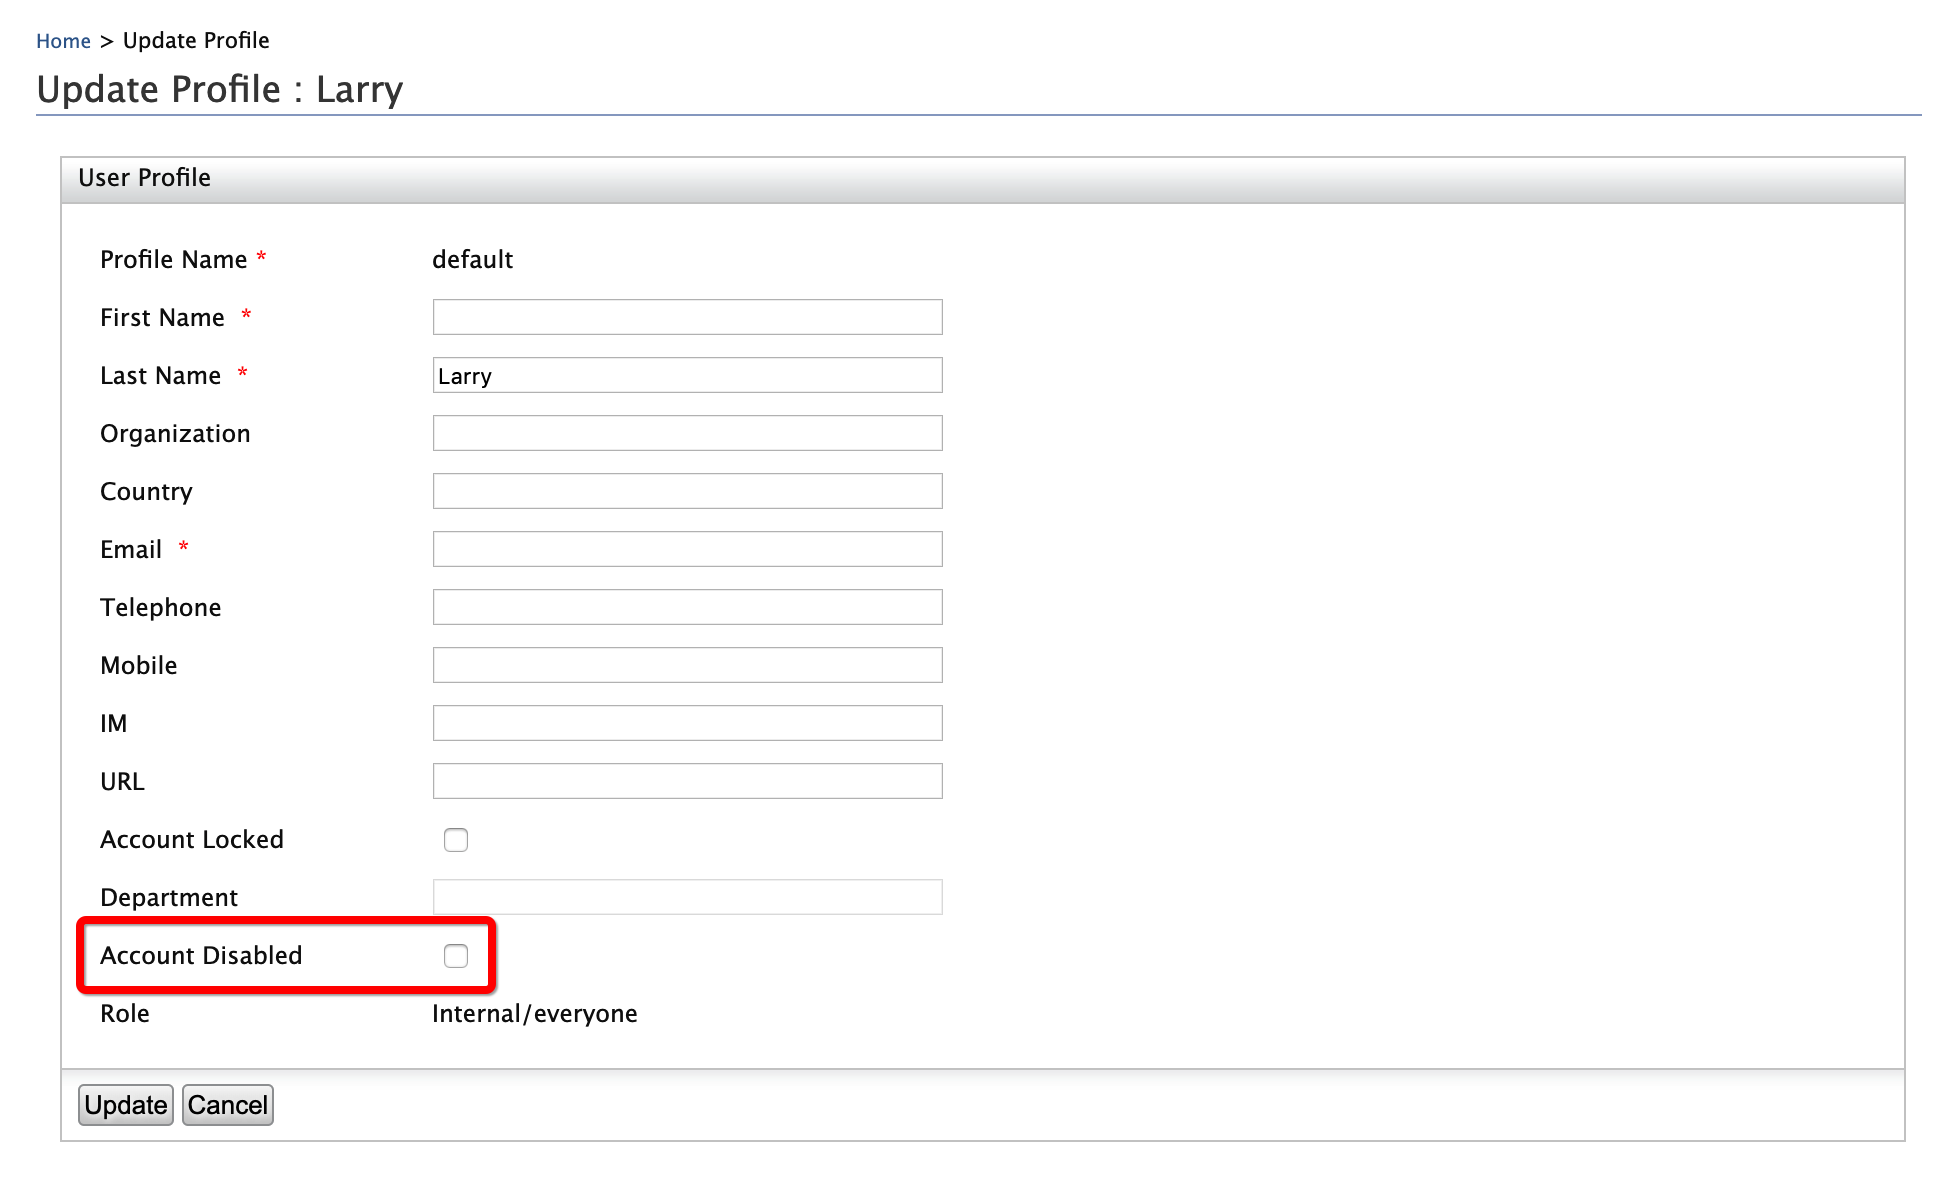 Home > Update Profile
Update Profile : Larry
User Profile
Profile Name * default
First Name *
Last Name * Larry
Organization
Country
Email *
Telephone
Mobile
IM
URL
Account Locked
Department
Account Disabled
Role Internal/everyone
Update Cancel